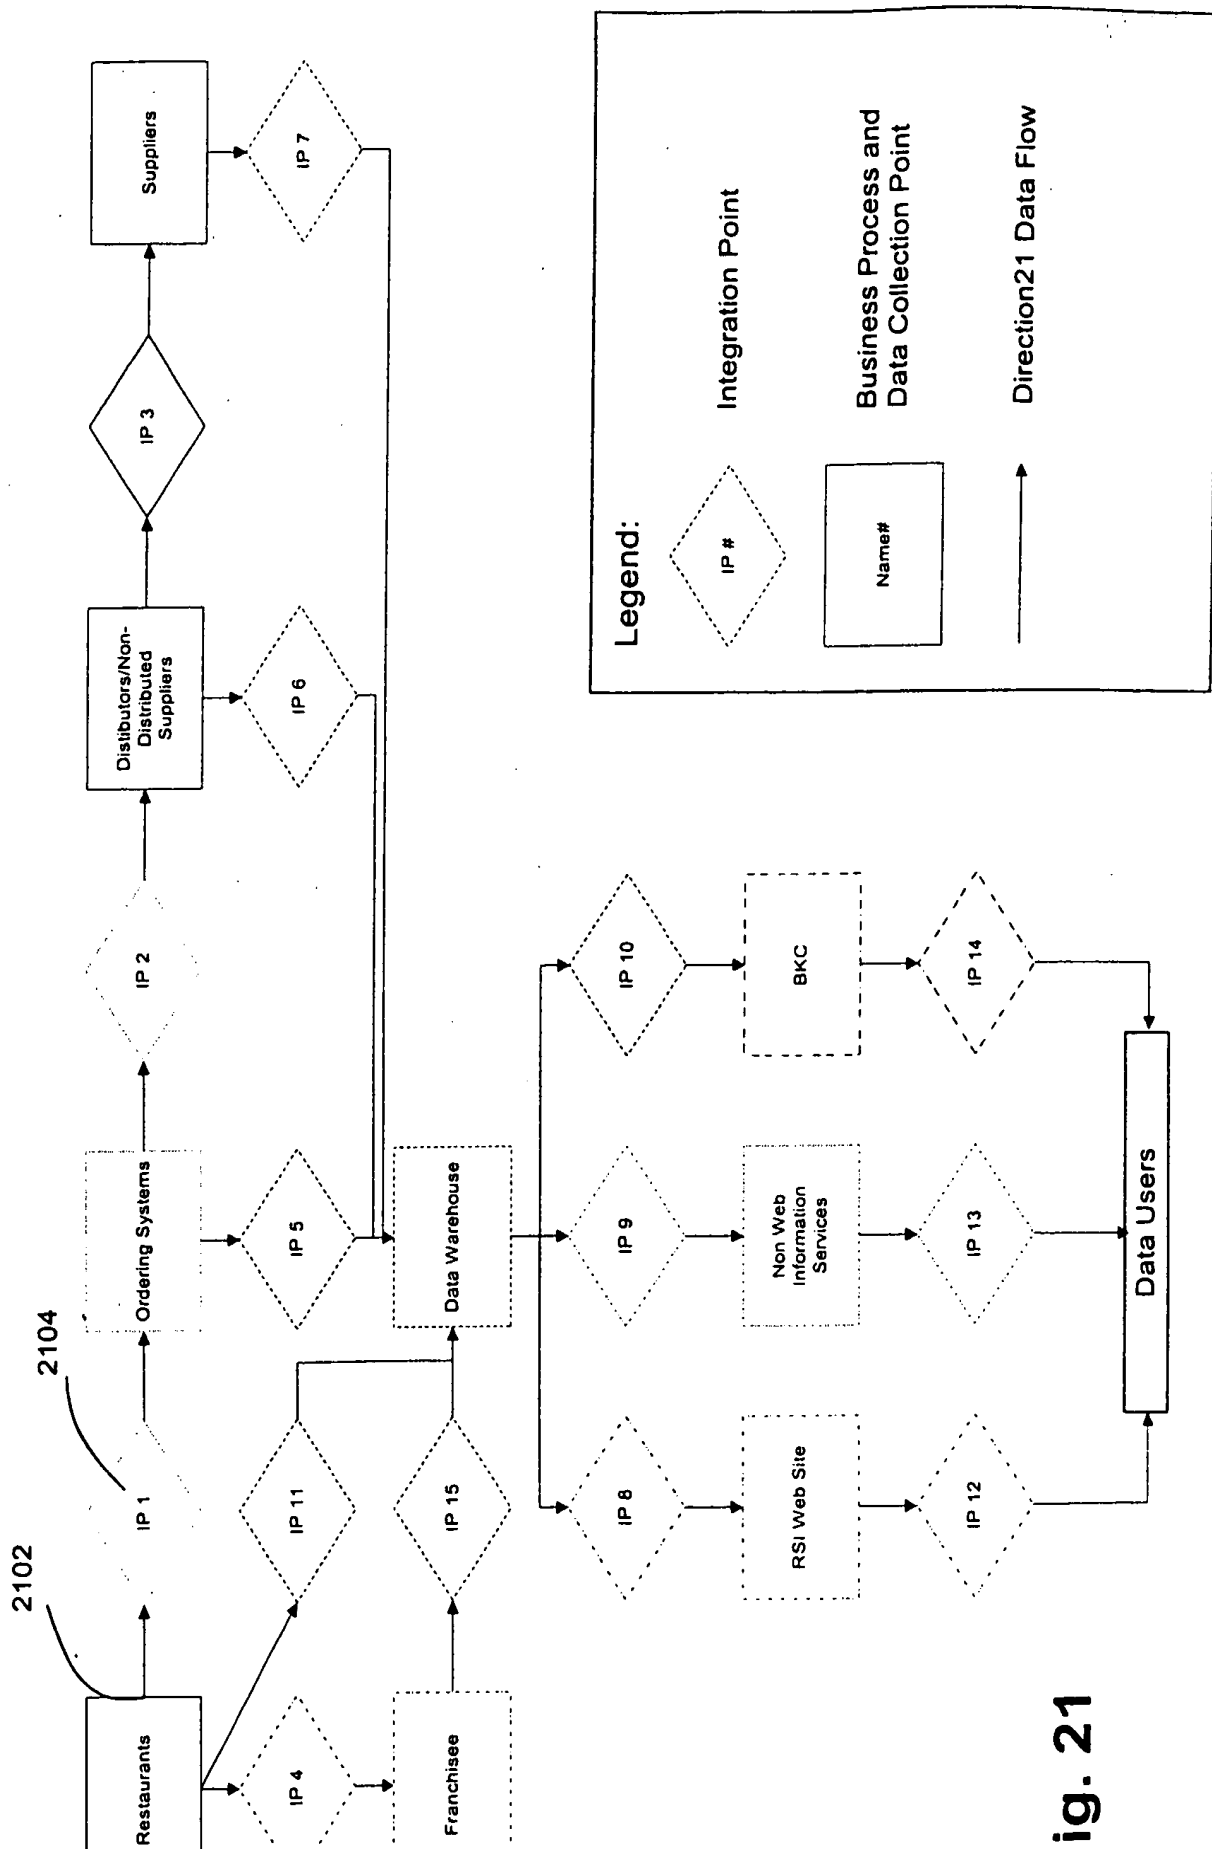 2102
2104
Restaurants
IP 1
Ordering Systems
IP 2
Distibutors/Non-
Distributed
Suppliers
IP 3
Suppliers
IP 4
IP 11
IP 5
IP 6
IP 7
Franchisee
IP 15
Data Warehouse
IP 8
IP 9
IP 10
RSI Web Site
Non Web
Information
Services
BKC
IP 12
IP 13
IP 14
Data Users
Legend:
IP #
Integration Point
Name#
Business Process and
Data Collection Point
Direction21 Data Flow
ig. 21